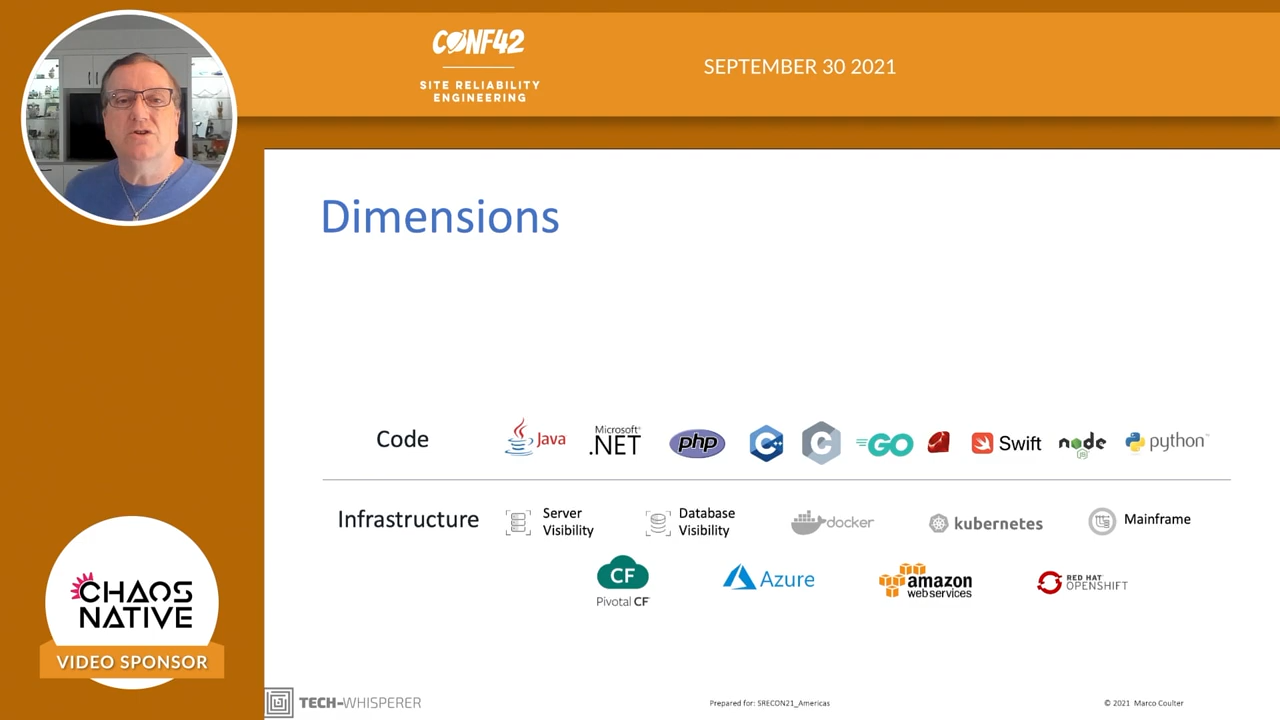 CONF42
SITE RELIABILITY
ENGINEERING
SEPTEMBER 30 2021
Dimensions
Code
Java
Microsoft®
.NET
php
C++
C
GO
Swift
node
JS
python™
Infrastructure
Server
Visibility
Database
Visibility
docker
kubernetes
Mainframe
CF
Pivotal CF
Azure
amazon
web services
RED HAT®
OPENSHIFT
CHAOS
NATIVE
VIDEO SPONSOR
TECH-WHISPERER
Prepared for: SRECON21_Americas
© 2021 Marco Coulter